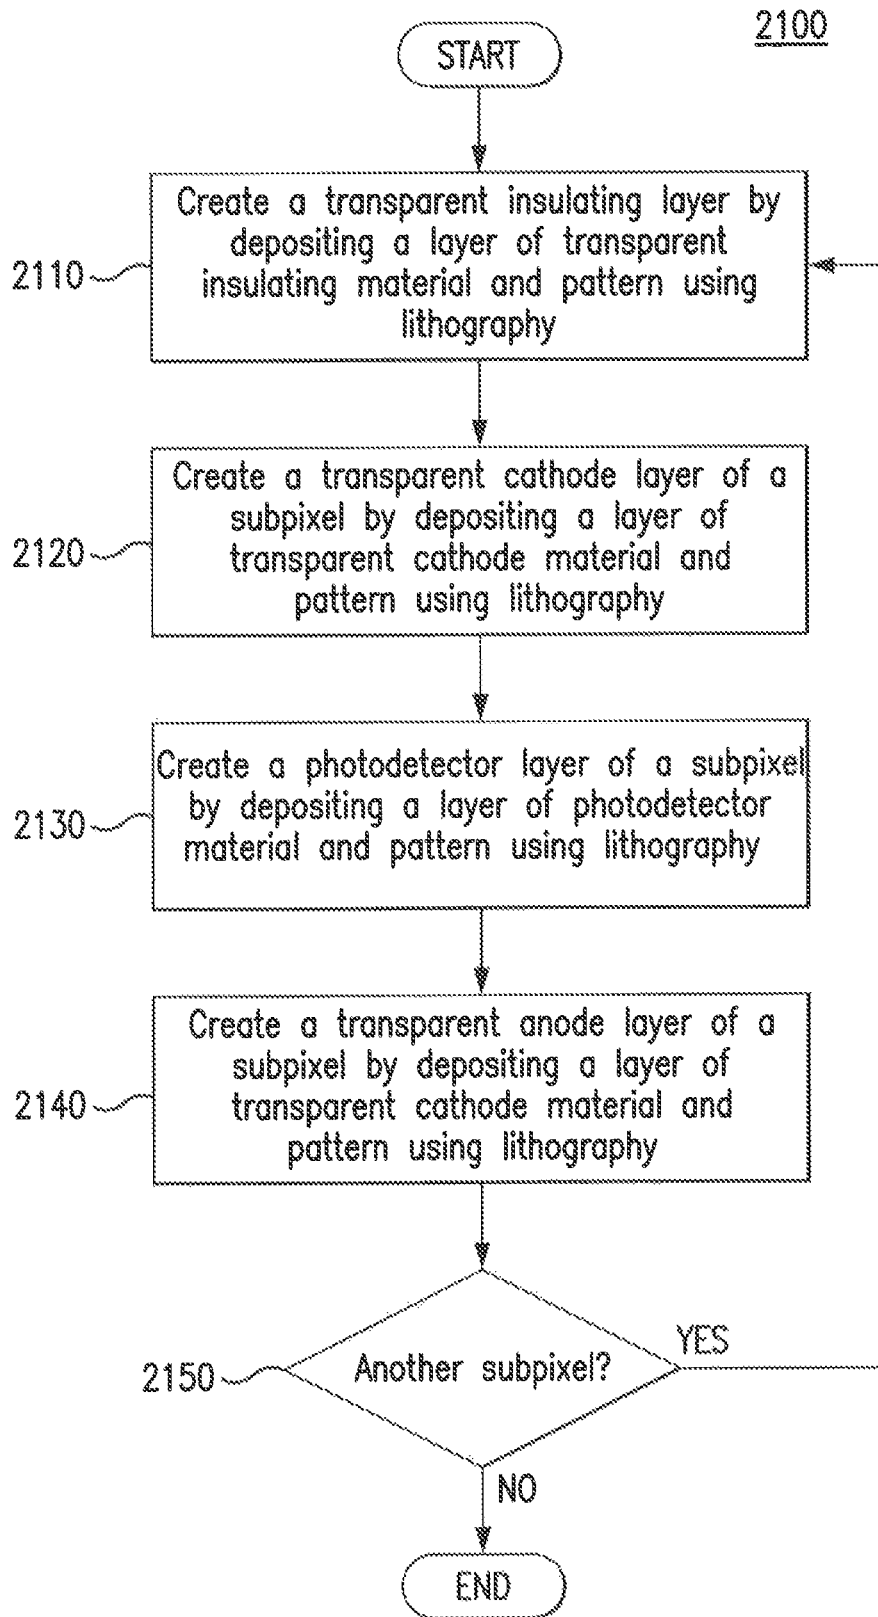 2100
START
Create a transparent insulating layer by
depositing a layer of transparent
insulating material and pattern using
lithography
2110
Create a transparent cathode layer of a
subpixel by depositing a layer of
transparent cathode material and
pattern using lithography
2120
Create a photodetector layer of a subpixel
by depositing a layer of photodetector
material and pattern using lithography
2130
Create a transparent anode layer of a
subpixel by depositing a layer of
transparent cathode material and
pattern using lithography
2140
Another subpixel?
YES
2150
NO
END